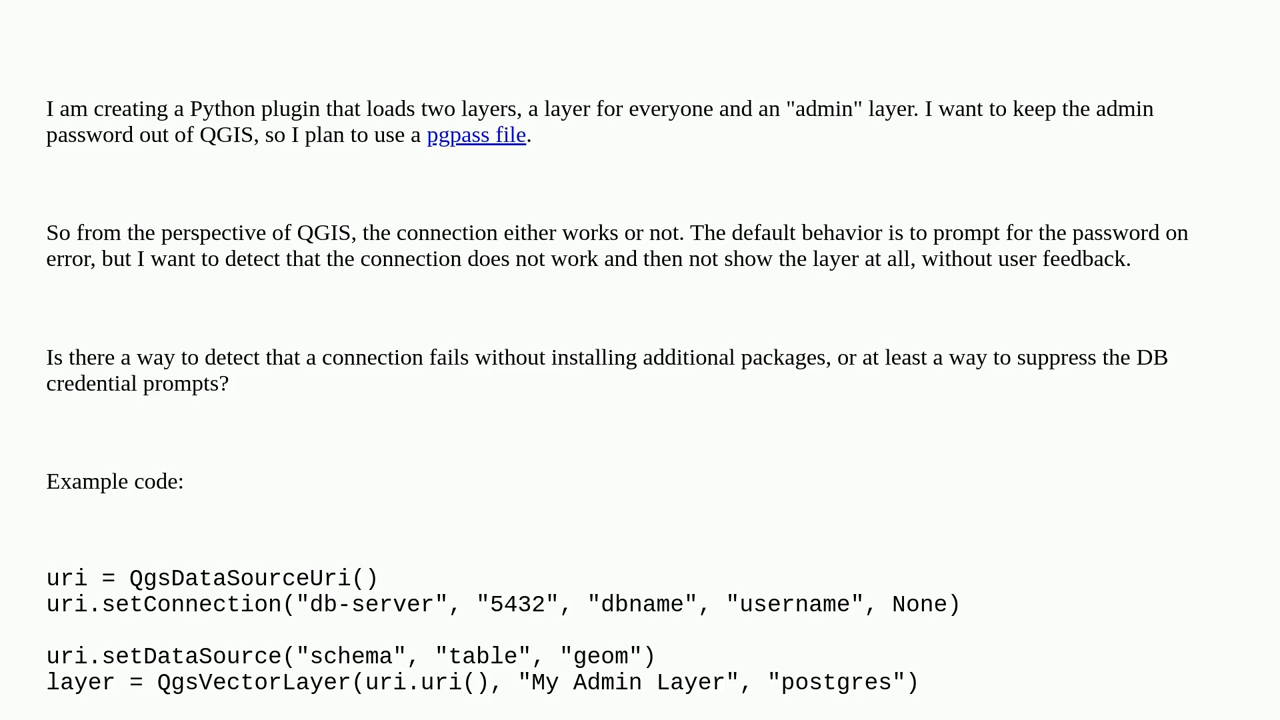 I am creating a Python plugin that loads two layers, a layer for everyone and an "admin" layer. I want to keep the admin
password out of QGIS, so I plan to use a pgpass file.
So from the perspective of QGIS, the connection either works or not. The default behavior is to prompt for the password on
error, but I want to detect that the connection does not work and then not show the layer at all, without user feedback.
Is there a way to detect that a connection fails without installing additional packages, or at least a way to suppress the DB
credential prompts?
Example code:
uri = QgsDataSourceUri()
uri.setConnection("db-server", "5432", "dbname", "username", None)
uri.setDataSource("schema", "table", "geom")
layer = QgsVectorLayer(uri.uri(), "My Admin Layer", "postgres")